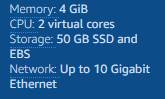 Memory: 4 GiB
CPU: 2 virtual cores
Storage: 50 GB SSD and
EBS
Network: Up to 10 Gigabit
Ethernet